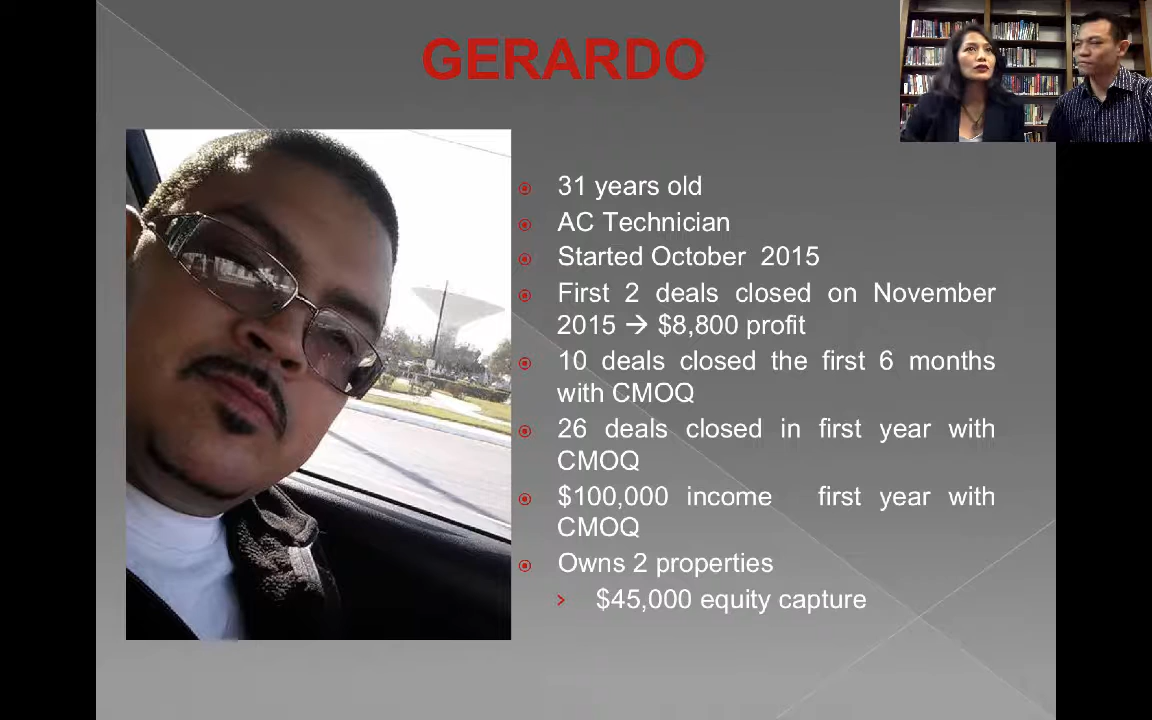 GERARDO
31 years old
AC Technician
Started October 2015
First 2 deals closed on November
2015 → $8,800 profit
10 deals closed the first 6 months
with CMOQ
26 deals closed in first year with
CMOQ
$100,000 income first year with
CMOQ
Owns 2 properties
$45,000 equity capture